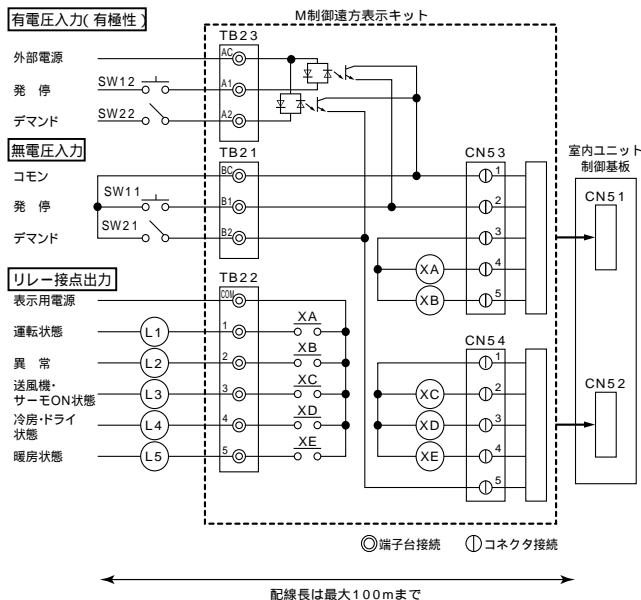 有電圧入力(有極性)
M制御遠方表示キット
TB23
外部電源
AC
発 停
SW12
A1
デマンド
SW22
A2
無電圧入力
TB21
CN53
室内ユニット
制御基板
コモン
BC
1
CN51
発 停
SW11
B1
2
デマンド
SW21
B2
3
XA
4
XB
5
リレー接点出力
TB22
表示用電源
COM
運転状態
L1
1
XA
CN54
1
異 常
L2
2
XB
XC
2
CN52
送風機・
サーモON状態
L3
3
XC
XD
3
冷房・ドライ
状態
L4
4
XD
XE
4
暖房状態
L5
5
XE
5
端子台接続
コネクタ接続
配線長は最大100mまで